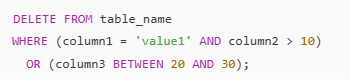 DELETE FROM table_name
WHERE (column1 = 'value1' AND column2 > 10)
OR (column3 BETWEEN 20 AND 30);